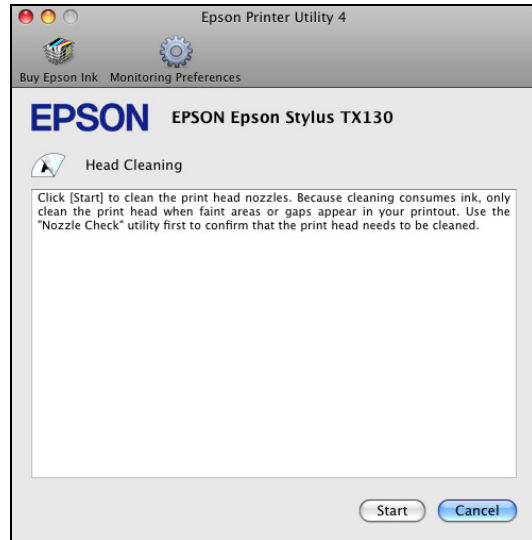 Epson Printer Utility 4
Buy Epson Ink Monitoring Preferences
EPSON EPSON Epson Stylus TX130
Head Cleaning
Click [Start] to clean the print head nozzles. Because cleaning consumes ink, only
clean the print head when faint areas or gaps appear in your printout. Use the
"Nozzle Check" utility first to confirm that the print head needs to be cleaned.
Start Cancel